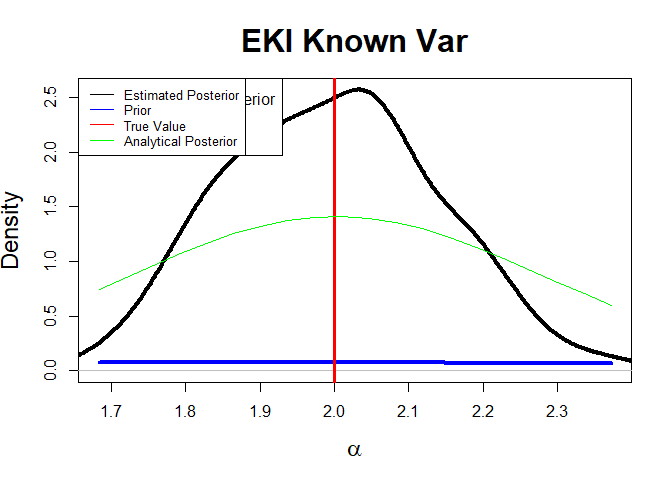 EKI Known Var
Estimated Posterior
Prior
True Value
Analytical Posterior
erior
Density
0.0
0.5
1.0
1.5
2.0
2.5
1.7 1.8 1.9 2.0 2.1 2.2 2.3
α